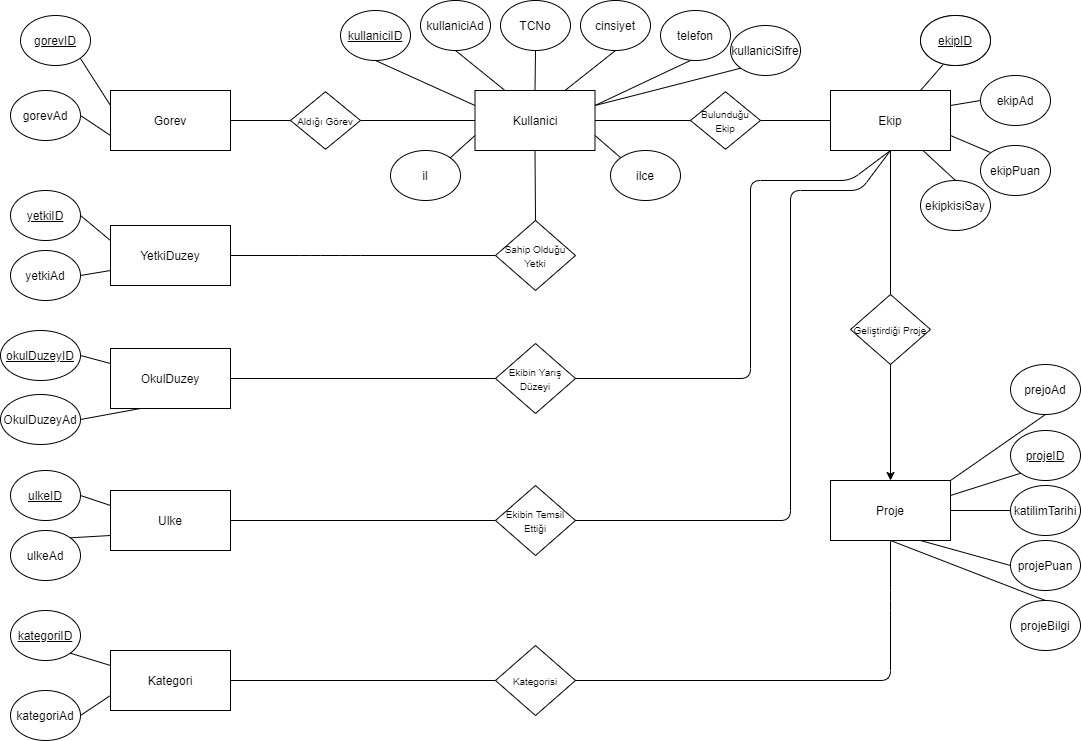 gorevID
kullaniciID
kullaniciAd
TCNo
cinsiyet
telefon
kullaniciSifre
ekipID
gorevAd
Gorev
Aldığı Görev
Kullanici
Bulunduğu
Ekip
Ekip
ekipAd
ekipPuan
ekipkisiSay
il
ilce
yetkiID
yetkiAd
YetkiDuzey
Sahip Olduğu
Yetki
Geliştirdiği Proje
okulDuzeyID
OkulDuzeyAd
OkulDuzey
Ekibin Yarış
Düzeyi
prejoAd
projeID
katilimTarihi
projePuan
projeBilgi
Proje
ulkeID
ulkeAd
Ulke
Ekibin Temsil
Ettiği
kategoriID
kategoriAd
Kategori
Kategorisi